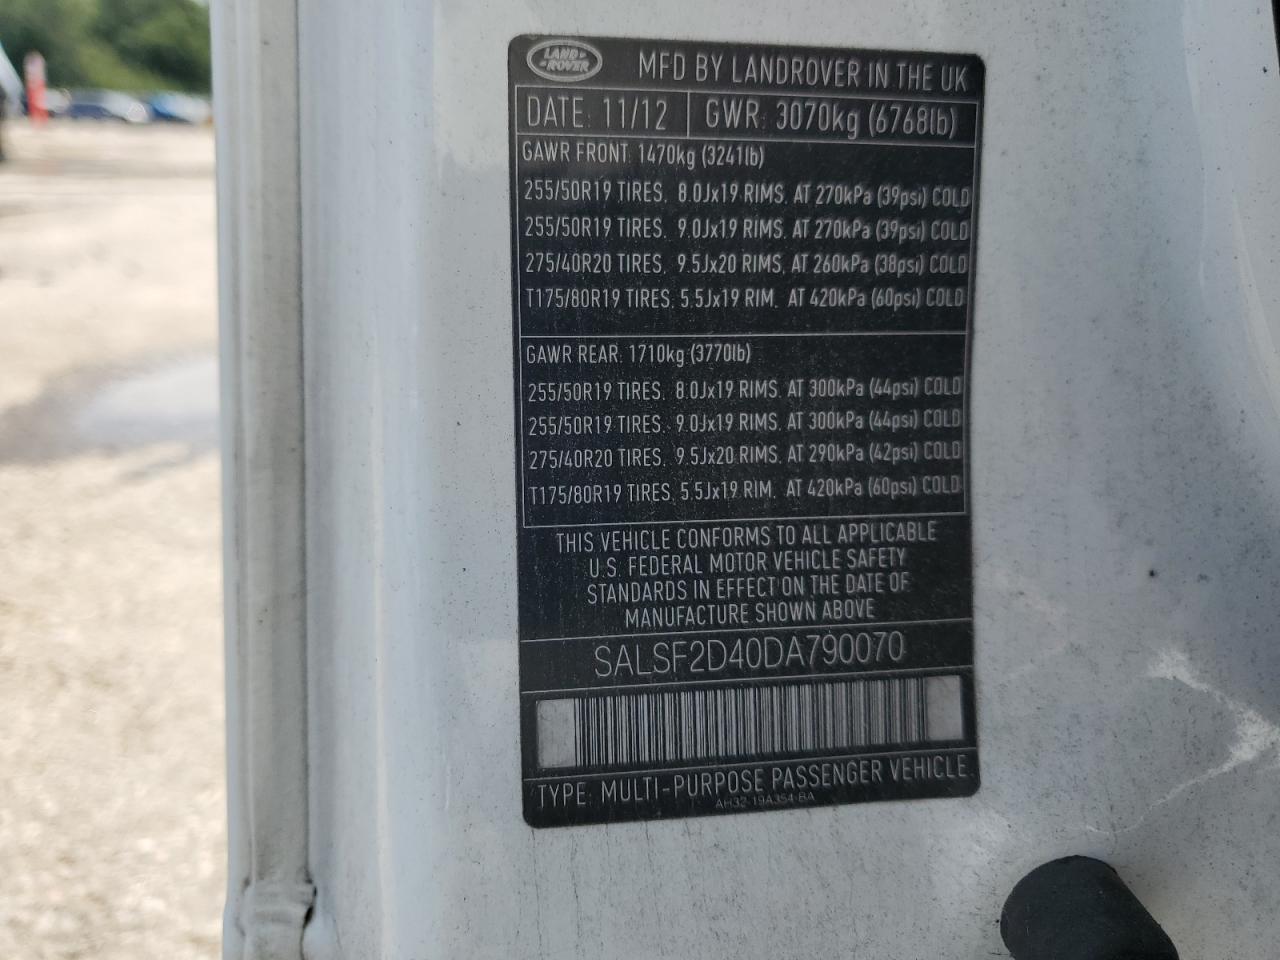 LAND ROVER
MFD BY LANDROVER IN THE UK
DATE: 11/12 GWR: 3070kg (6768lb)
GAWR FRONT: 1470kg (3241lb)
255/50R19 TIRES, 8.0Jx19 RIMS, AT 270kPa (39psi) COLD
255/50R19 TIRES, 9.0Jx19 RIMS, AT 270kPa (39psi) COLD
275/40R20 TIRES, 9.5Jx20 RIMS, AT 260kPa (38psi) COLD
T175/80R19 TIRES, 5.5Jx19 RIM, AT 420kPa (60psi) COLD
GAWR REAR: 1710kg (3770lb)
255/50R19 TIRES, 8.0Jx19 RIMS, AT 300kPa (44psi) COLD
255/50R19 TIRES, 9.0Jx19 RIMS, AT 300kPa (44psi) COLD
275/40R20 TIRES, 9.5Jx20 RIMS, AT 290kPa (42psi) COLD
T175/80R19 TIRES, 5.5Jx19 RIM, AT 420kPa (60psi) COLD
THIS VEHICLE CONFORMS TO ALL APPLICABLE
U.S. FEDERAL MOTOR VEHICLE SAFETY
STANDARDS IN EFFECT ON THE DATE OF
MANUFACTURE SHOWN ABOVE
SALSF2D40DA790070
TYPE: MULTI-PURPOSE PASSENGER VEHICLE
AH32-19A354-BA